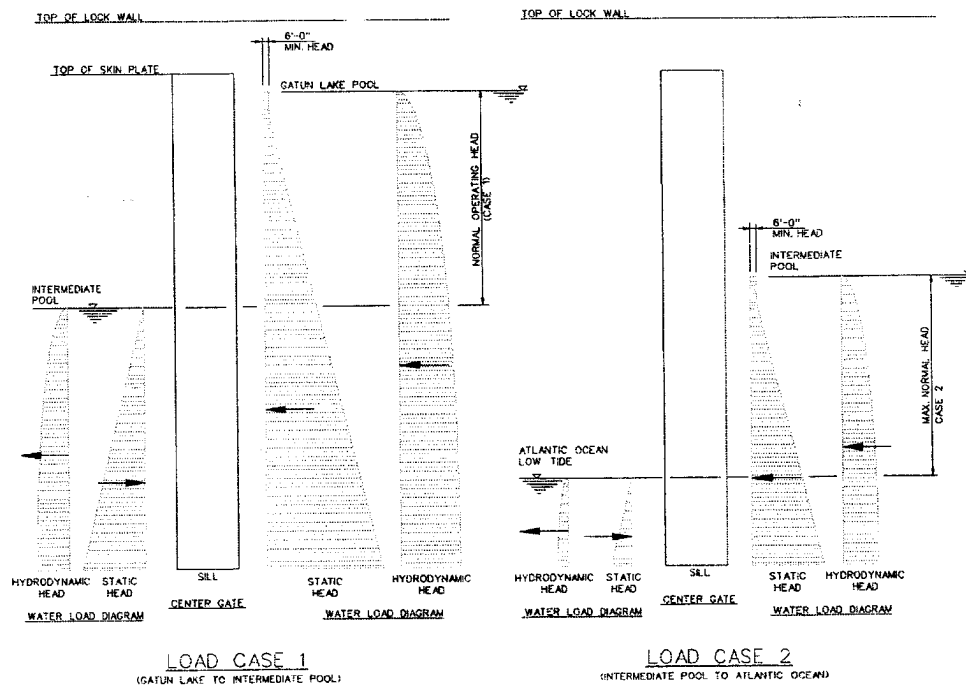 TOP OF LOCK WALL
6'-0"
MIN. HEAD
TOP OF SKIN PLATE
GATUN LAKE POOL
NORMAL OPERATING HEAD
(CASE 1)
INTERMEDIATE
POOL
HYDRODYNAMIC
HEAD
STATIC
HEAD
WATER LOAD DIAGRAM
SILL
CENTER GATE
STATIC
HEAD
HYDRODYNAMIC
HEAD
WATER LOAD DIAGRAM
LOAD CASE 1
(GATUN LAKE TO INTERMEDIATE POOL)
TOP OF LOCK WALL
6'-0"
MIN. HEAD
INTERMEDIATE
POOL
MAX. NORMAL HEAD
CASE 2
ATLANTIC OCEAN
LOW TIDE
HYDRODYNAMIC
HEAD
STATIC
HEAD
WATER LOAD DIAGRAM
SILL
CENTER GATE
STATIC
HEAD
HYDRODYNAMIC
HEAD
WATER LOAD DIAGRAM
LOAD CASE 2
(INTERMEDIATE POOL TO ATLANTIC OCEAN)